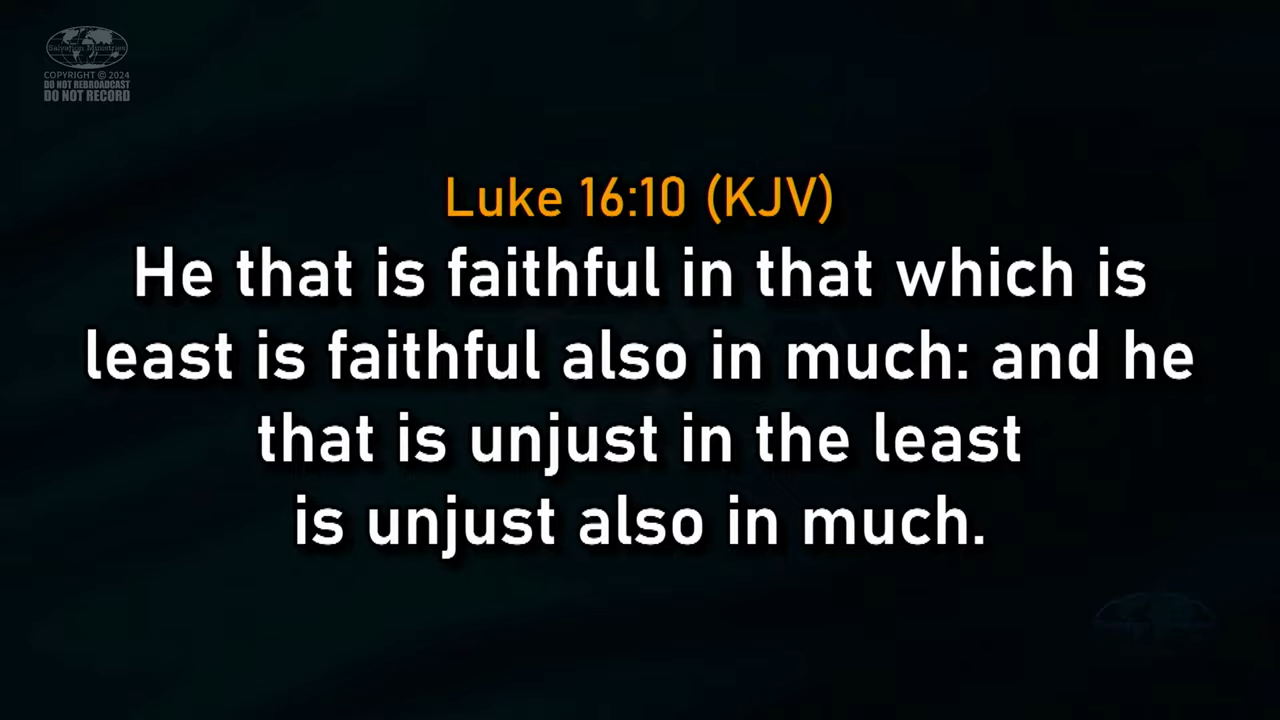 Salvation Ministries
COPYRIGHT © 2024
DO NOT REBROADCAST
DO NOT RECORD
Luke 16:10 (KJV)
He that is faithful in that which is
least is faithful also in much: and he
that is unjust in the least
is unjust also in much.